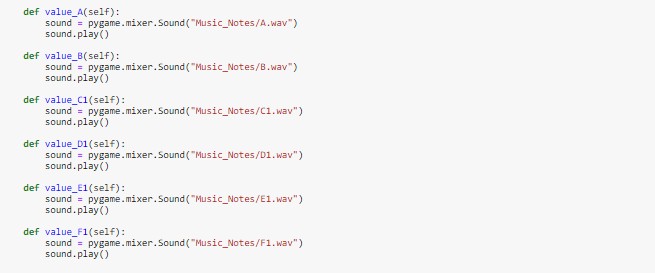 def value_A(self):
    sound = pygame.mixer.Sound("Music_Notes/A.wav")
    sound.play()

def value_B(self):
    sound = pygame.mixer.Sound("Music_Notes/B.wav")
    sound.play()

def value_C1(self):
    sound = pygame.mixer.Sound("Music_Notes/C1.wav")
    sound.play()

def value_D1(self):
    sound = pygame.mixer.Sound("Music_Notes/D1.wav")
    sound.play()

def value_E1(self):
    sound = pygame.mixer.Sound("Music_Notes/E1.wav")
    sound.play()

def value_F1(self):
    sound = pygame.mixer.Sound("Music_Notes/F1.wav")
    sound.play()